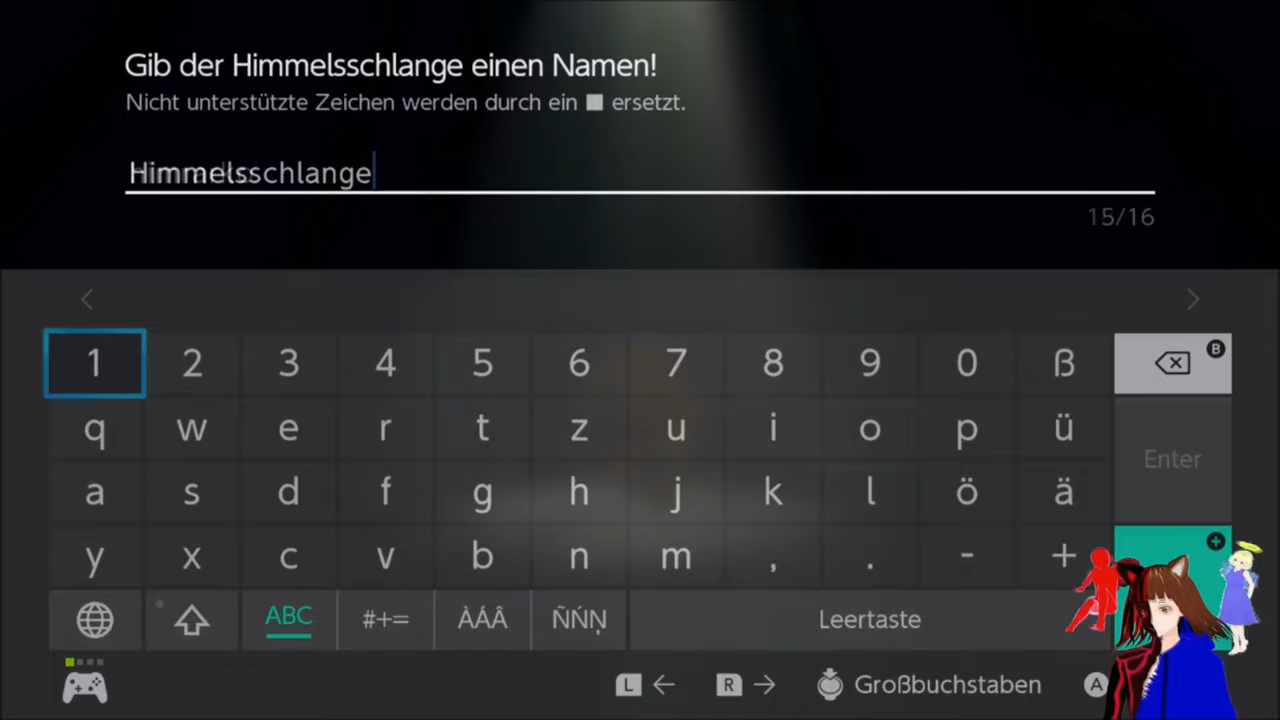 Gib der Himmelsschlange einen Namen!
Nicht unterstützte Zeichen werden durch ein ■ ersetzt.
Himmelsschlange
15/16
1 2 3 4 5 6 7 8 9 0 ß B
q w e r t z u i o p ü
Enter
a s d f g h j k l ö ä
y x c v b n m , . - + +
ABC #+= ÀÁÂ ÑŃŅ Leertaste
L ← R → Großbuchstaben A